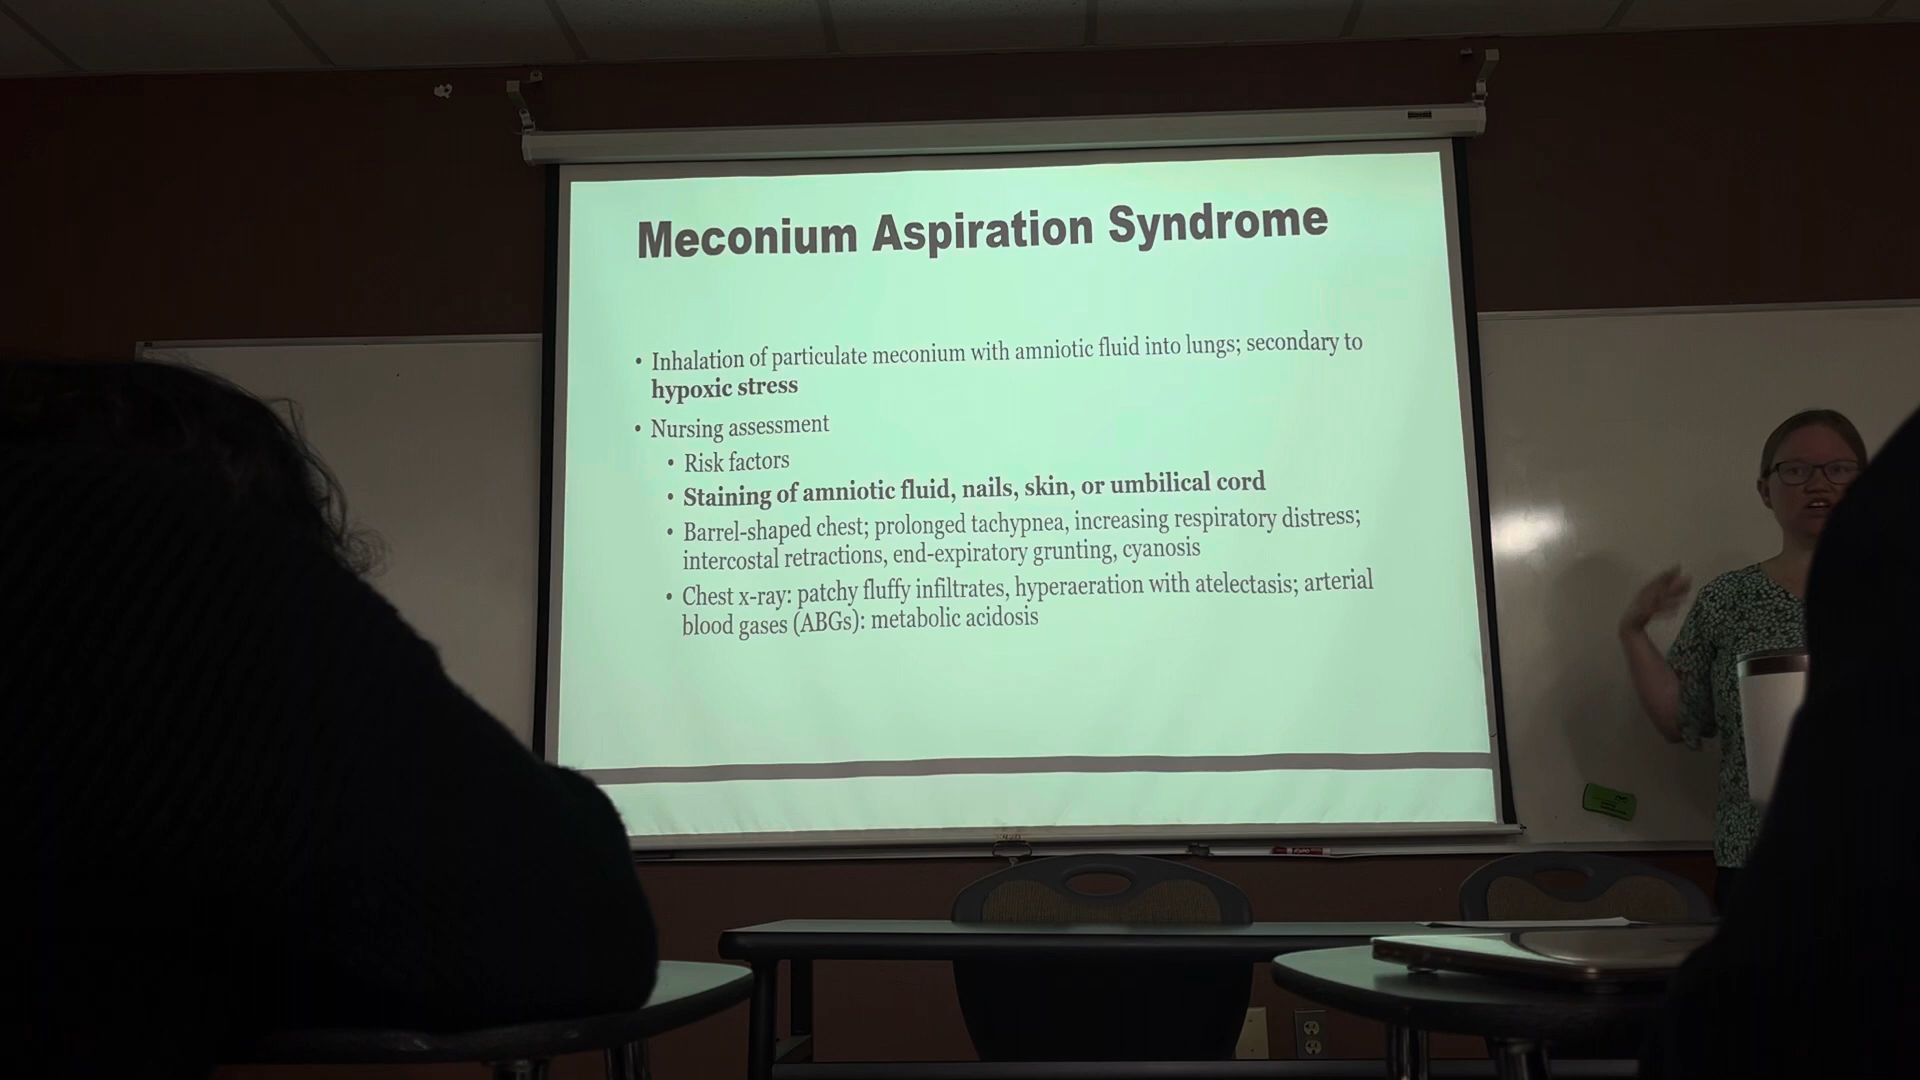 Meconium Aspiration Syndrome
• Inhalation of particulate meconium with amniotic fluid into lungs; secondary to
hypoxic stress
• Nursing assessment
• Risk factors
• Staining of amniotic fluid, nails, skin, or umbilical cord
• Barrel-shaped chest; prolonged tachypnea, increasing respiratory distress;
intercostal retractions, end-expiratory grunting, cyanosis
• Chest x-ray: patchy fluffy infiltrates, hyperaeration with atelectasis; arterial
blood gases (ABGs): metabolic acidosis